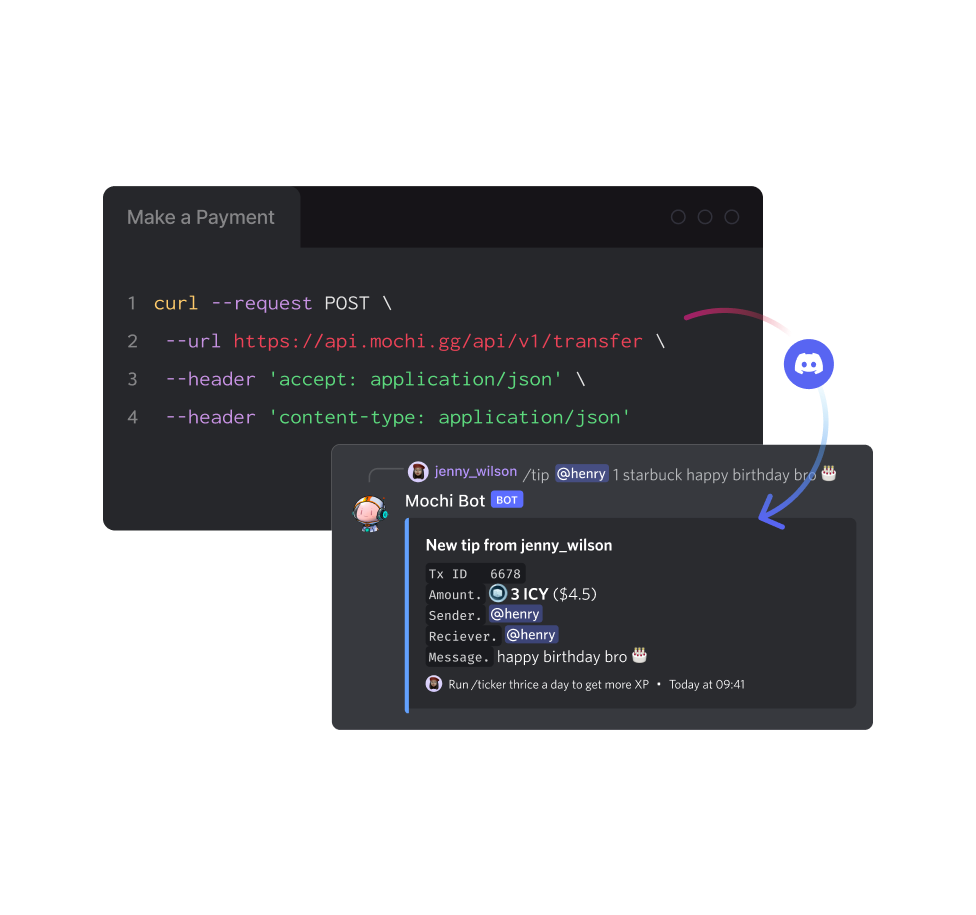 Make a Payment
1 curl --request POST \
2 --url https://api.mochi.gg/api/v1/transfer \
3 --header 'accept: application/json' \
4 --header 'content-type: application/json'
jenny_wilson /tip @henry 1 starbuck happy birthday bro 🎂
Mochi Bot BOT
New tip from jenny_wilson
Tx ID 6678
Amount. 3 ICY ($4.5)
Sender. @henry
Reciever. @henry
Message. happy birthday bro 🎂
Run /ticker thrice a day to get more XP • Today at 09:41